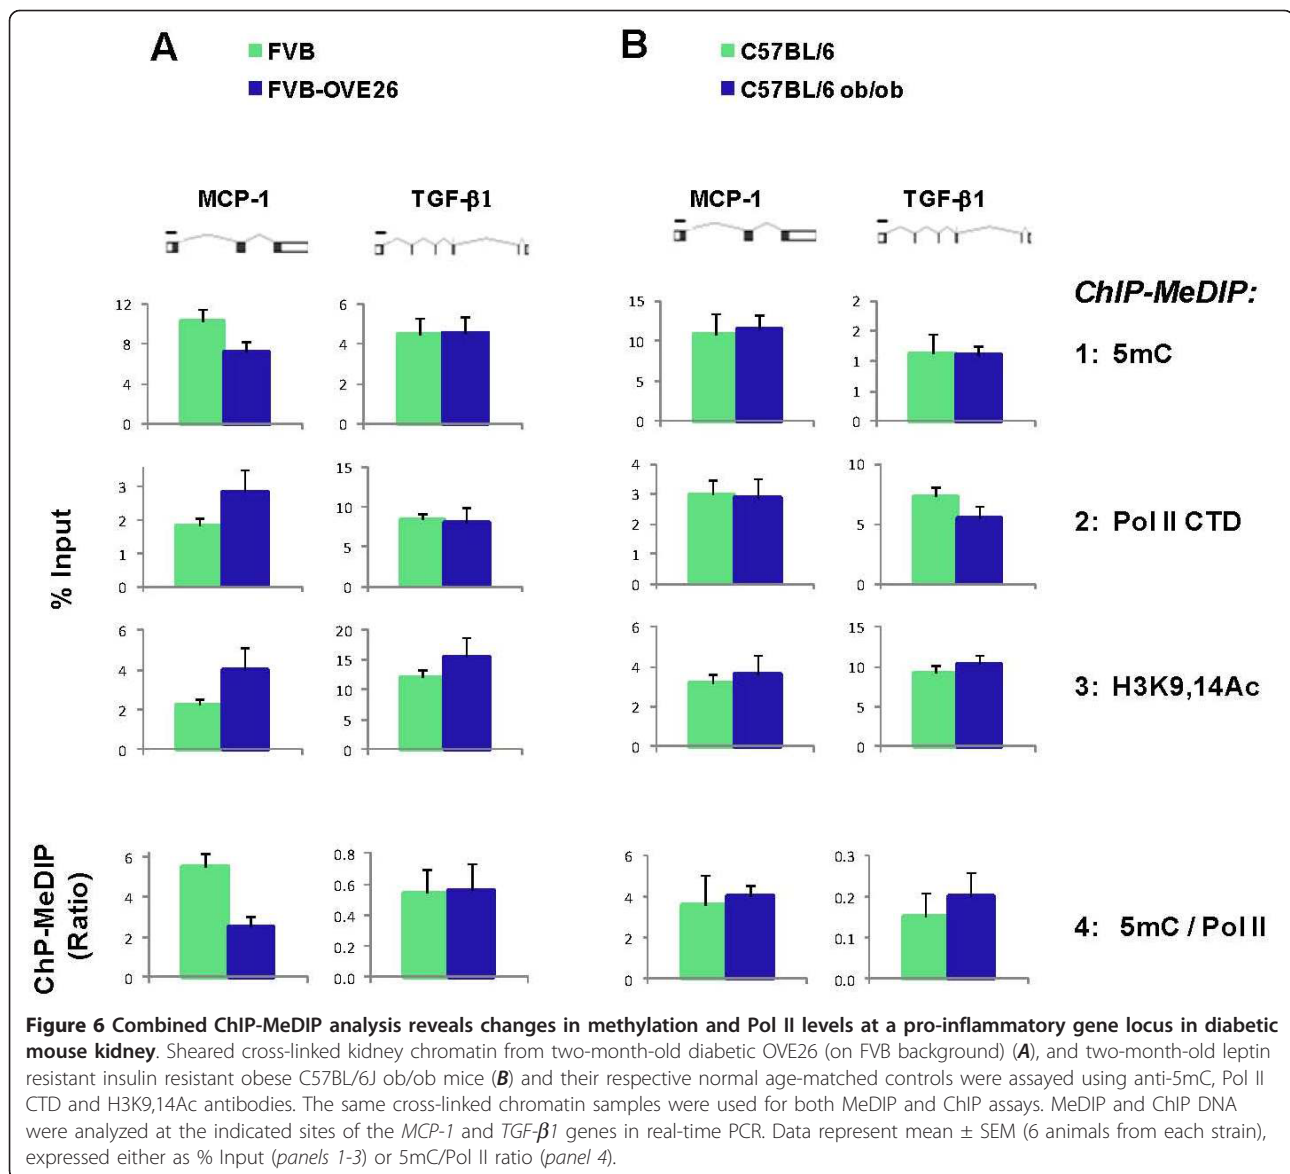 A
FVB
FVB-OVE26
B
C57BL/6
C57BL/6 ob/ob
MCP-1
TGF-β1
MCP-1
TGF-β1
ChIP-MeDIP:
12
8
4
0
6
4
2
0
15
10
5
0
2
2
1
1
0
1: 5mC
% Input
3
2
1
0
15
10
5
0
4
3
2
1
0
10
5
0
2: Pol II CTD
6
4
2
0
20
15
10
5
0
6
4
2
0
15
10
5
0
3: H3K9,14Ac
ChP-MeDIP
(Ratio)
6
4
2
0
0.8
0.6
0.4
0.2
0.0
6
4
2
0
0.3
0.2
0.1
0.0
4: 5mC / Pol II
Figure 6 Combined ChIP-MeDIP analysis reveals changes in methylation and Pol II levels at a pro-inflammatory gene locus in diabetic
mouse kidney. Sheared cross-linked kidney chromatin from two-month-old diabetic OVE26 (on FVB background) (A), and two-month-old leptin
resistant insulin resistant obese C57BL/6J ob/ob mice (B) and their respective normal age-matched controls were assayed using anti-5mC, Pol II
CTD and H3K9,14Ac antibodies. The same cross-linked chromatin samples were used for both MeDIP and ChIP assays. MeDIP and ChIP DNA
were analyzed at the indicated sites of the MCP-1 and TGF-β1 genes in real-time PCR. Data represent mean ± SEM (6 animals from each strain),
expressed either as % Input (panels 1-3) or 5mC/Pol II ratio (panel 4).